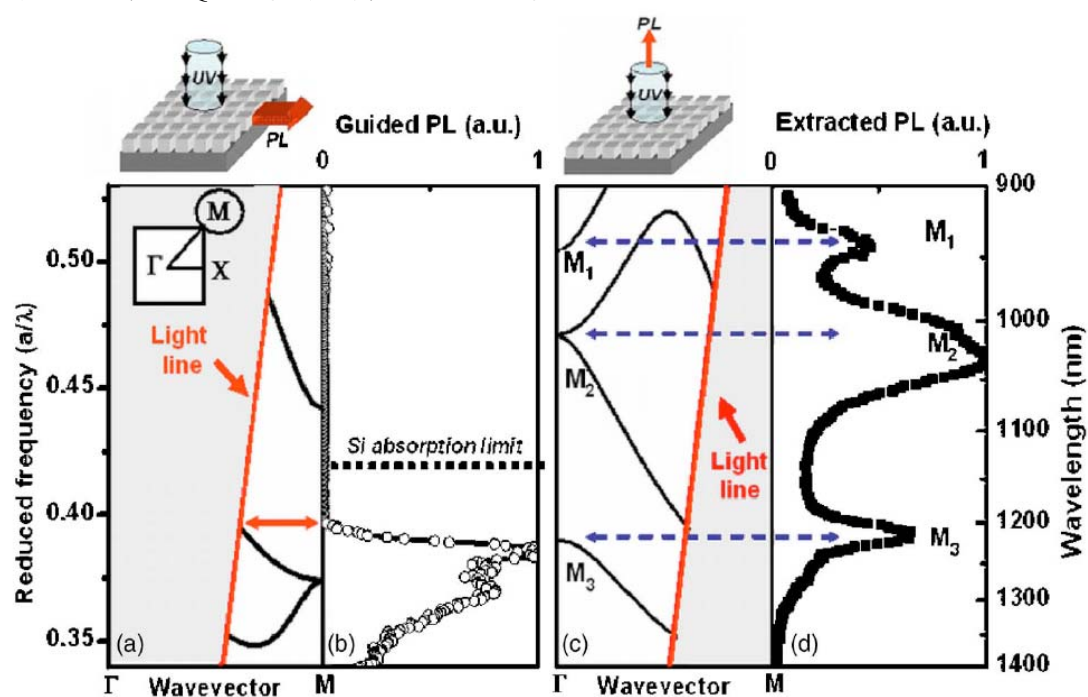 PL
UV
UV
PL
Guided PL (a.u.)
Extracted PL (a.u.)
0
1
0
1
900
M
Γ
X
M₁
M₁
0.50
1000
Light
line
M₂
M₂
0.45
Reduced frequency (a/λ)
Wavelength (nm)
1100
Si absorption limit
Light
line
0.40
1200
M₃
M₃
1300
0.35
(a)
(b)
(c)
(d)
1400
Γ Wavevector M
Γ Wavevector M